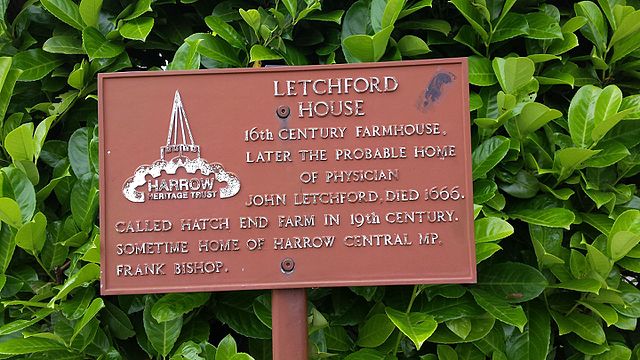 LETCHFORD
HOUSE
16th CENTURY FARMHOUSE,
LATER THE PROBABLE HOME
OF PHYSICIAN
JOHN LETCHFORD, DIED 1666.
HARROW
HERITAGE TRUST
CALLED HATCH END FARM IN 19th CENTURY.
SOMETIME HOME OF HARROW CENTRAL MP.
FRANK BISHOP.